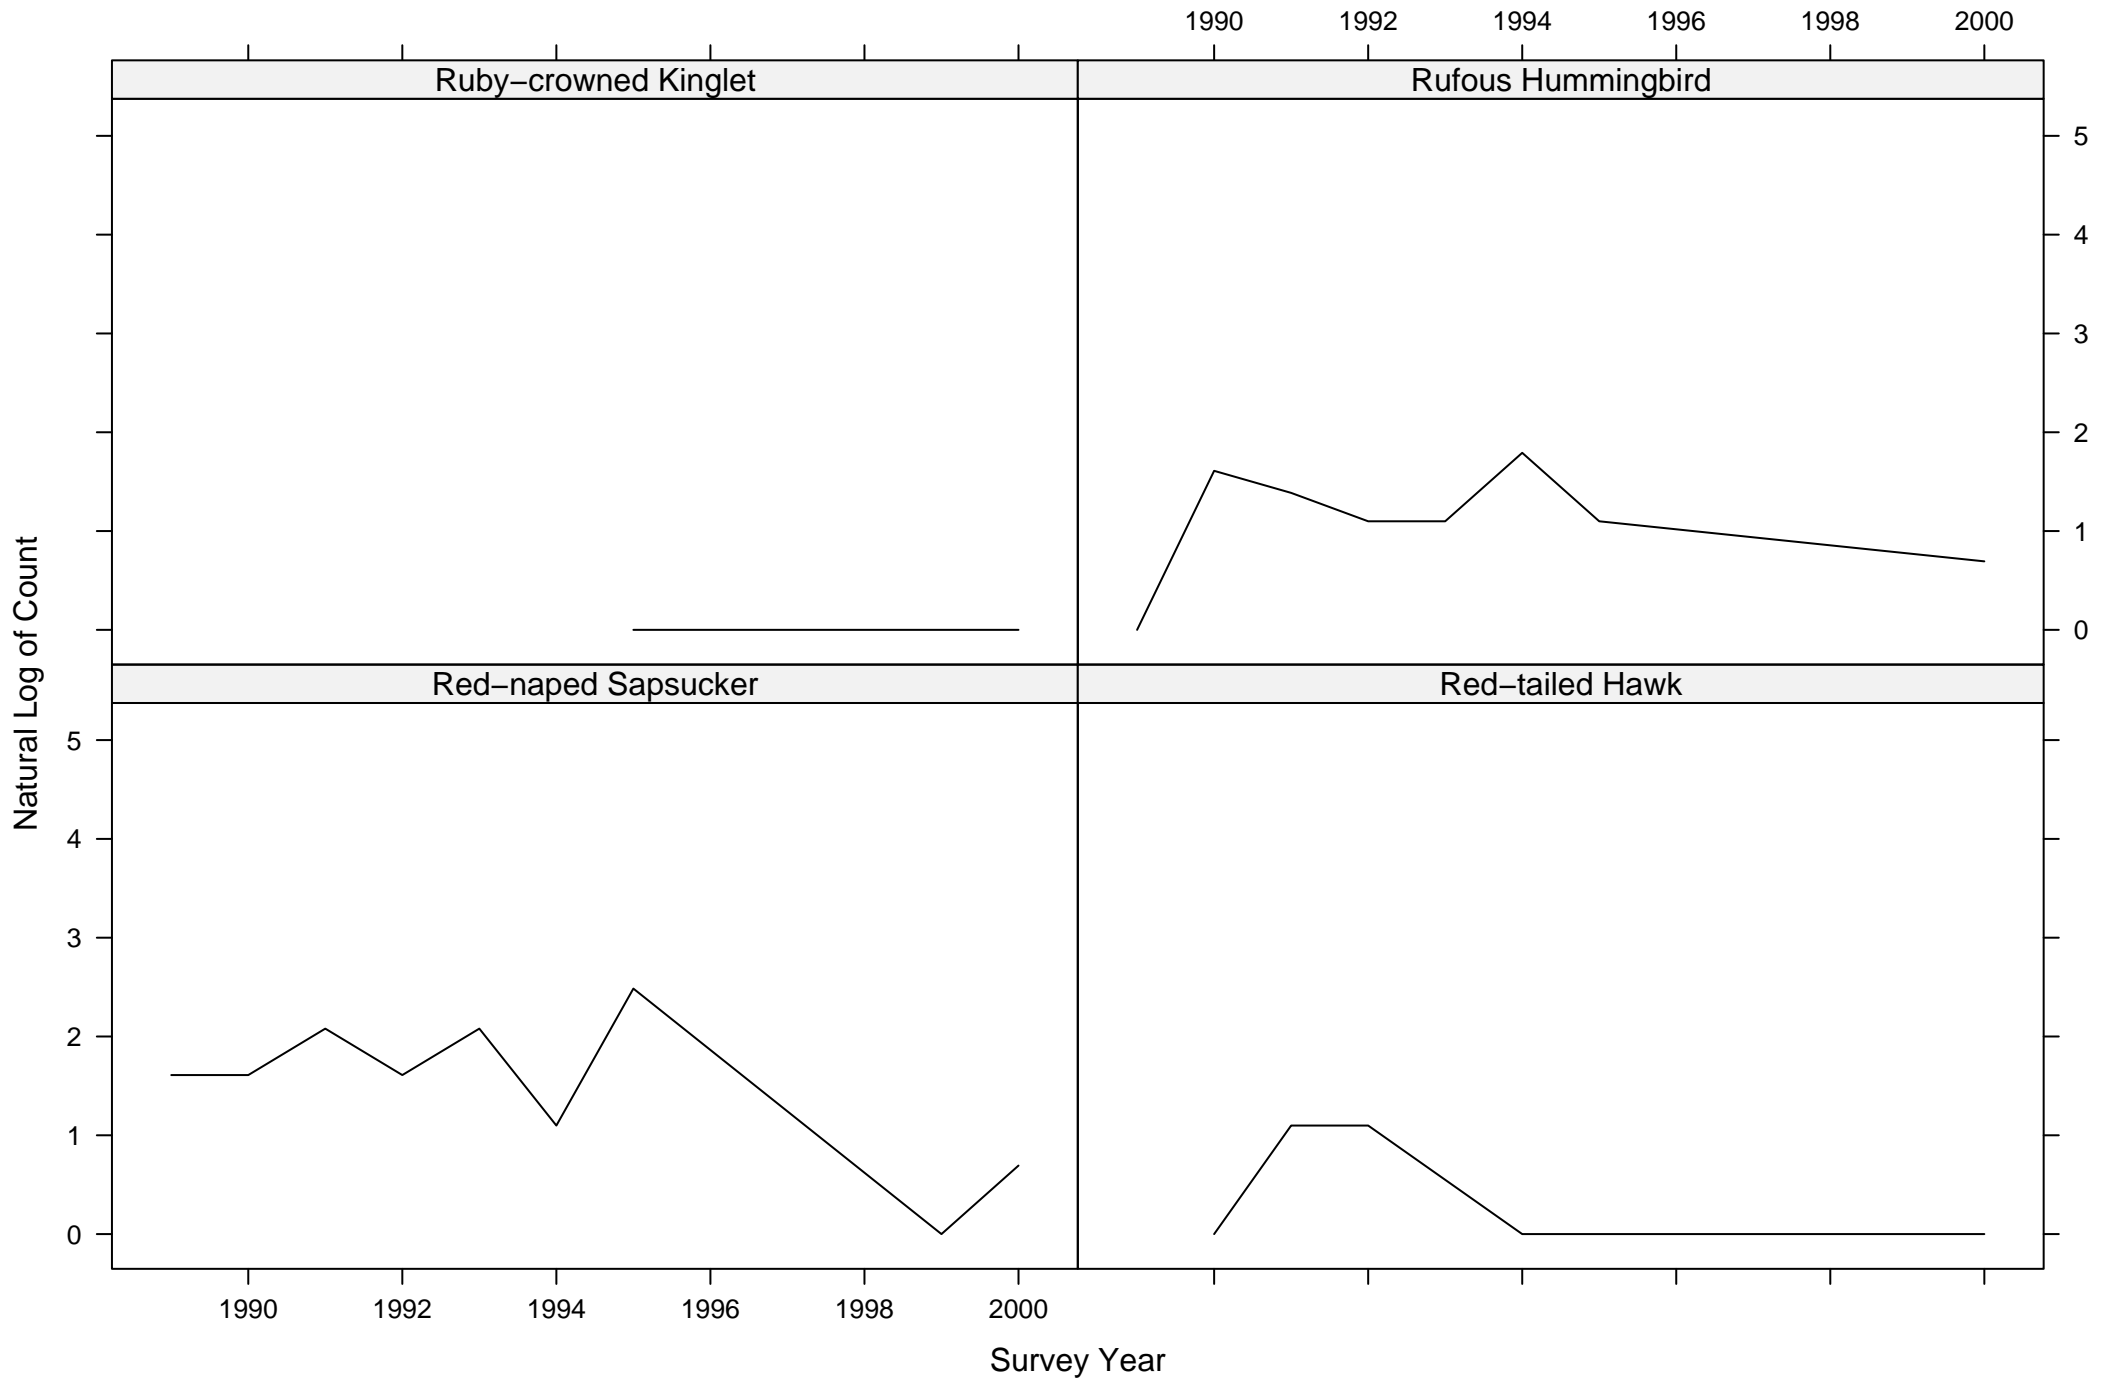 1990 1992 1994 1996 1998 2000
Ruby−crowned Kinglet
Rufous Hummingbird
5
4
3
2
1
0
Natural Log of Count
Red−naped Sapsucker
Red−tailed Hawk
5
4
3
2
1
0
1990 1992 1994 1996 1998 2000
Survey Year